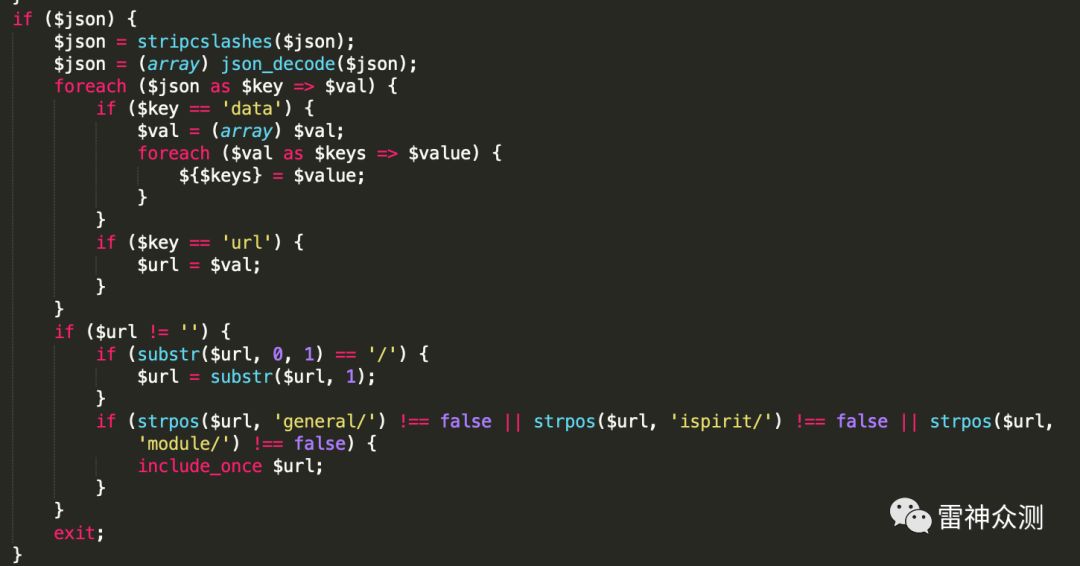 }
if ($json) {
    $json = stripcslashes($json);
    $json = (array) json_decode($json);
    foreach ($json as $key => $val) {
        if ($key == 'data') {
            $val = (array) $val;
            foreach ($val as $keys => $value) {
                ${$keys} = $value;
            }
        }
        if ($key == 'url') {
            $url = $val;
        }
    }
    if ($url != '') {
        if (substr($url, 0, 1) == '/') {
            $url = substr($url, 1);
        }
        if (strpos($url, 'general/') !== false || strpos($url, 'ispirit/') !== false || strpos($url,
            'module/') !== false) {
            include_once $url;
        }
    }
    exit;
}
雷神众测